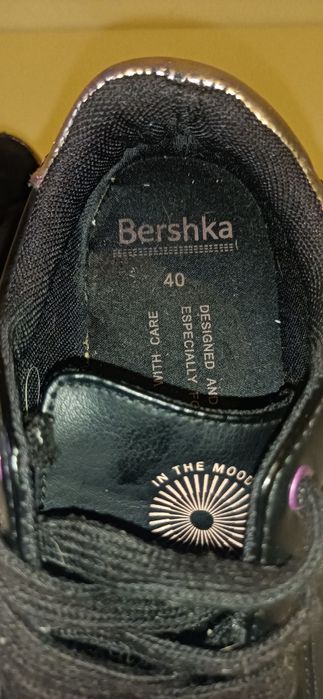 Bershka
40
DESIGNED AND
ESPECIALLY
WITH CARE
IN THE MOOD